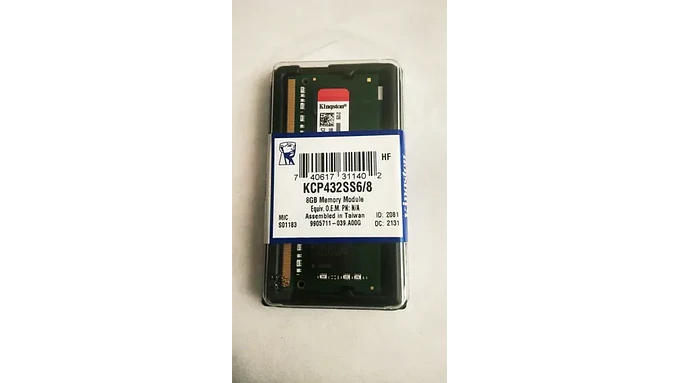 Kingston
HF
7 40617 31140 2
KCP432SS6/8
8GB Memory Module
Equiv. O.E.M. PN: N/A
MIC Assembled in Taiwan ID: 2081
S01183 9905711-039.A00G DC: 2131
Kingston